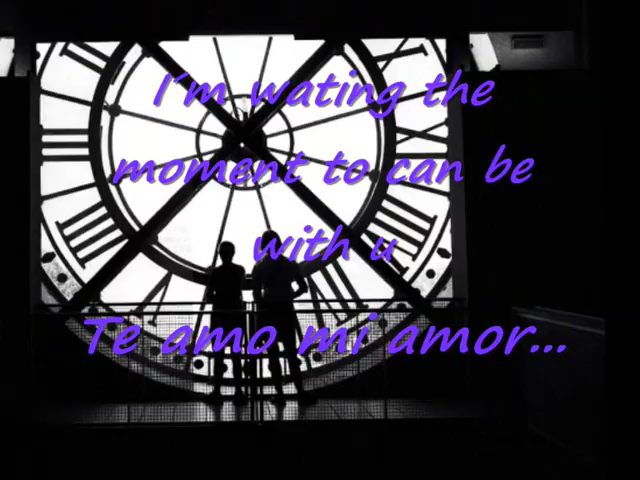 I´m wating the
moment to can be
with u
Te amo mi amor...